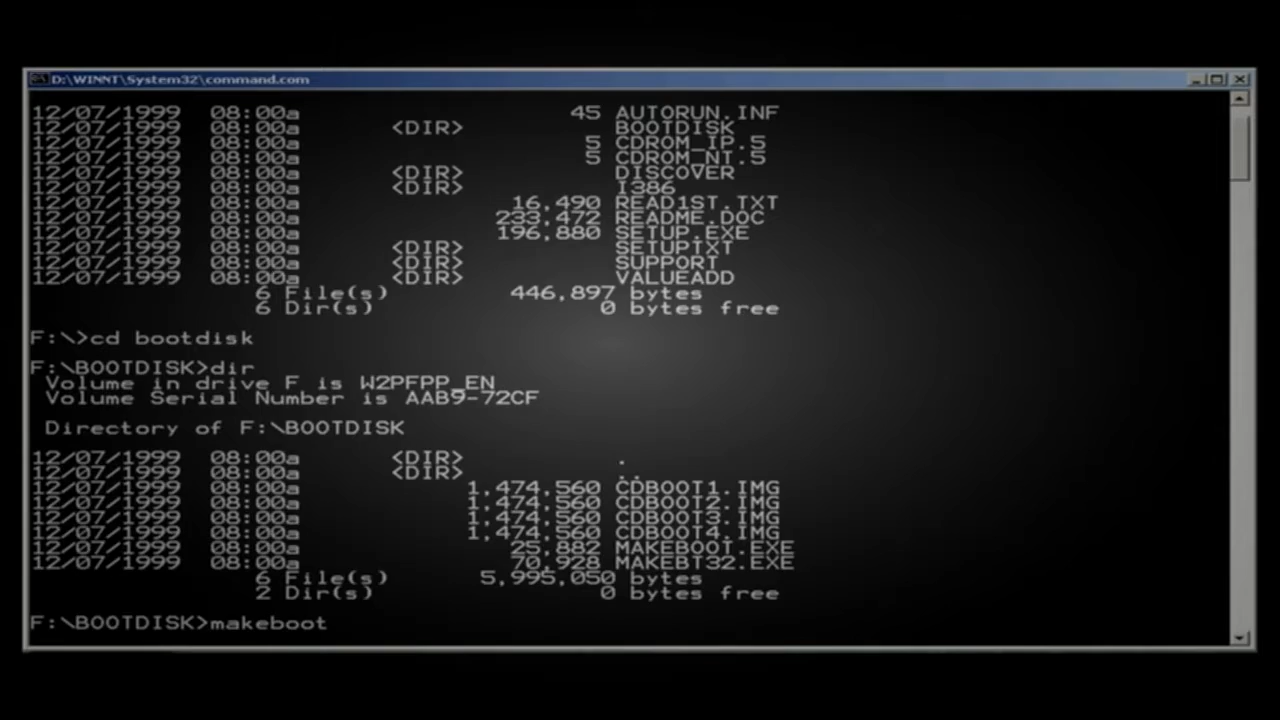 D:\WINNT\System32\command.com
12/07/1999 08:00a 45 AUTORUN.INF
12/07/1999 08:00a <DIR> BOOTDISK
12/07/1999 08:00a 5 CDROM_IP.5
12/07/1999 08:00a 5 CDROM_NT.5
12/07/1999 08:00a <DIR> DISCOVER
12/07/1999 08:00a <DIR> I386
12/07/1999 08:00a 16,490 READ1ST.TXT
12/07/1999 08:00a 233,472 README.DOC
12/07/1999 08:00a 196,880 SETUP.EXE
12/07/1999 08:00a <DIR> SETUPTXT
12/07/1999 08:00a <DIR> SUPPORT
12/07/1999 08:00a <DIR> VALUEADD
6 File(s) 446,897 bytes
6 Dir(s) 0 bytes free
F:\>cd bootdisk
F:\BOOTDISK>dir
Volume in drive F is W2PFPP_EN
Volume Serial Number is AAB9-72CF
Directory of F:\BOOTDISK
12/07/1999 08:00a <DIR> .
12/07/1999 08:00a <DIR> ..
12/07/1999 08:00a 1,474,560 CDBOOT1.IMG
12/07/1999 08:00a 1,474,560 CDBOOT2.IMG
12/07/1999 08:00a 1,474,560 CDBOOT3.IMG
12/07/1999 08:00a 1,474,560 CDBOOT4.IMG
12/07/1999 08:00a 25,882 MAKEBOOT.EXE
12/07/1999 08:00a 70,928 MAKEBT32.EXE
6 File(s) 5,995,050 bytes
2 Dir(s) 0 bytes free
F:\BOOTDISK>makeboot